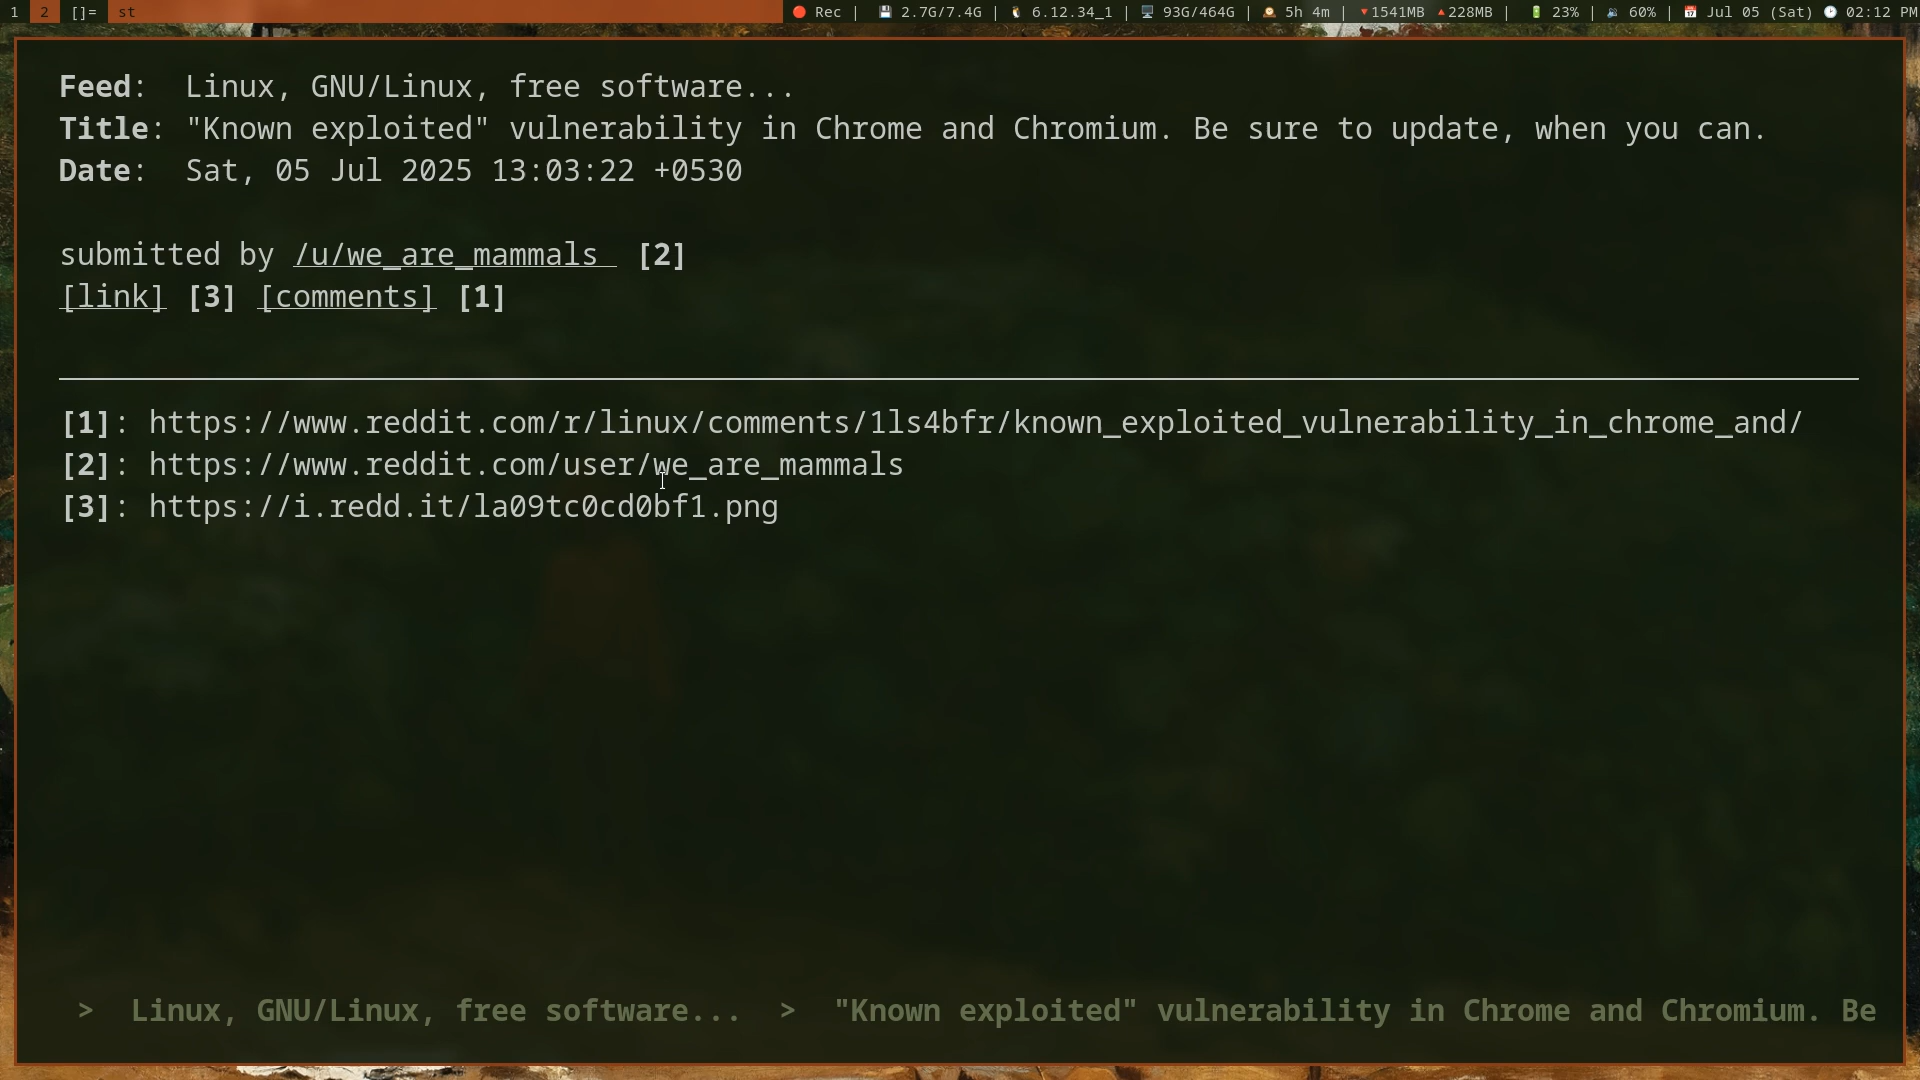 1 2 []= st 🔴 Rec | 💾 2.7G/7.4G | 🐧 6.12.34_1 | 🖥️ 93G/464G | 🕰️ 5h 4m | 🔻1541MB 🔺228MB | 🔋 23% | 🔉 60% | 📅 Jul 05 (Sat) 🕑 02:12 PM
Feed: Linux, GNU/Linux, free software...
Title: "Known exploited" vulnerability in Chrome and Chromium. Be sure to update, when you can.
Date: Sat, 05 Jul 2025 13:03:22 +0530
submitted by /u/we_are_mammals [2]
[link] [3] [comments] [1]
[1]: https://www.reddit.com/r/linux/comments/1ls4bfr/known_exploited_vulnerability_in_chrome_and/
[2]: https://www.reddit.com/user/we_are_mammals
[3]: https://i.redd.it/la09tc0cd0bf1.png
> Linux, GNU/Linux, free software... > "Known exploited" vulnerability in Chrome and Chromium. Be